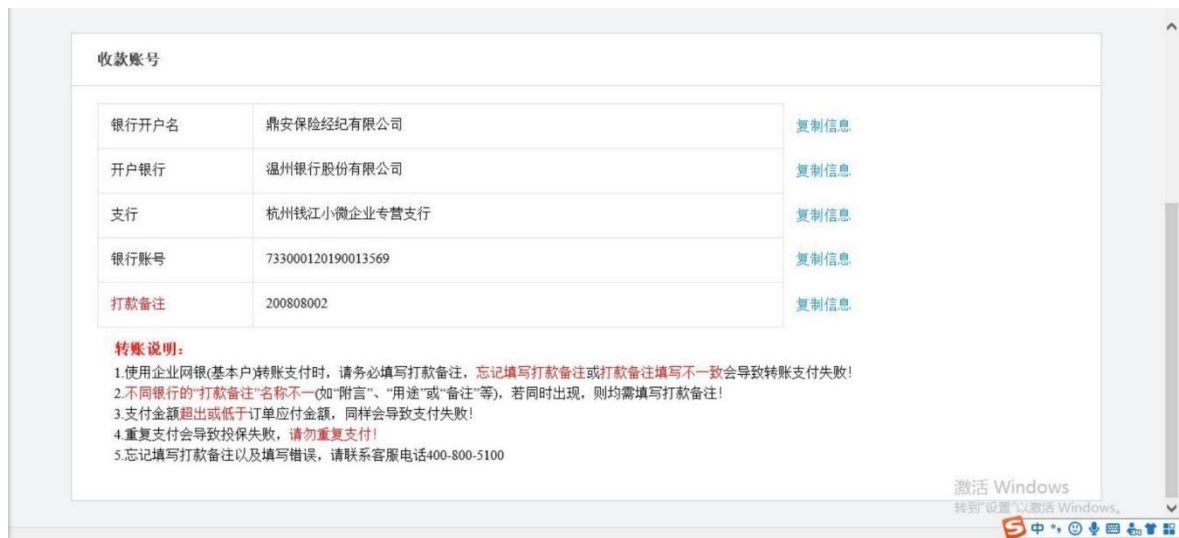 收款账号
银行开户名 鼎安保险经纪有限公司 复制信息
开户银行 温州银行股份有限公司 复制信息
支行 杭州钱江小微企业专营支行 复制信息
银行账号 733000120190013569 复制信息
打款备注 200808002 复制信息
转账说明：
1.使用企业网银(基本户)转账支付时，请务必填写打款备注，忘记填写打款备注或打款备注填写不一致会导致转账支付失败！
2.不同银行的“打款备注”名称不一(如“附言”、“用途”或“备注”等)，若同时出现，则均需填写打款备注！
3.支付金额超出或低于订单应付金额，同样会导致支付失败！
4.重复支付会导致投保失败，请勿重复支付！
5.忘记填写打款备注以及填写错误，请联系客服电话400-800-5100
激活 Windows
转到“设置”以激活 Windows。
中